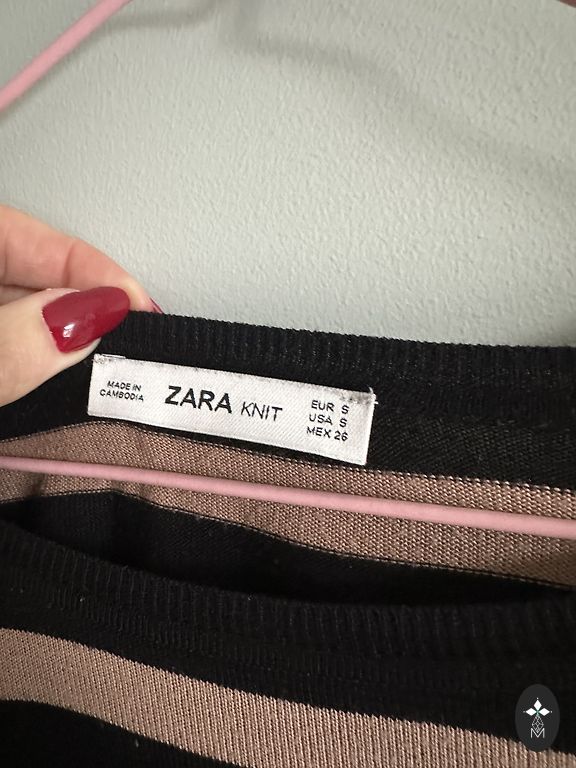 MADE IN
CAMBODIA
ZARA KNIT
EUR S
USA S
MEX 26
M